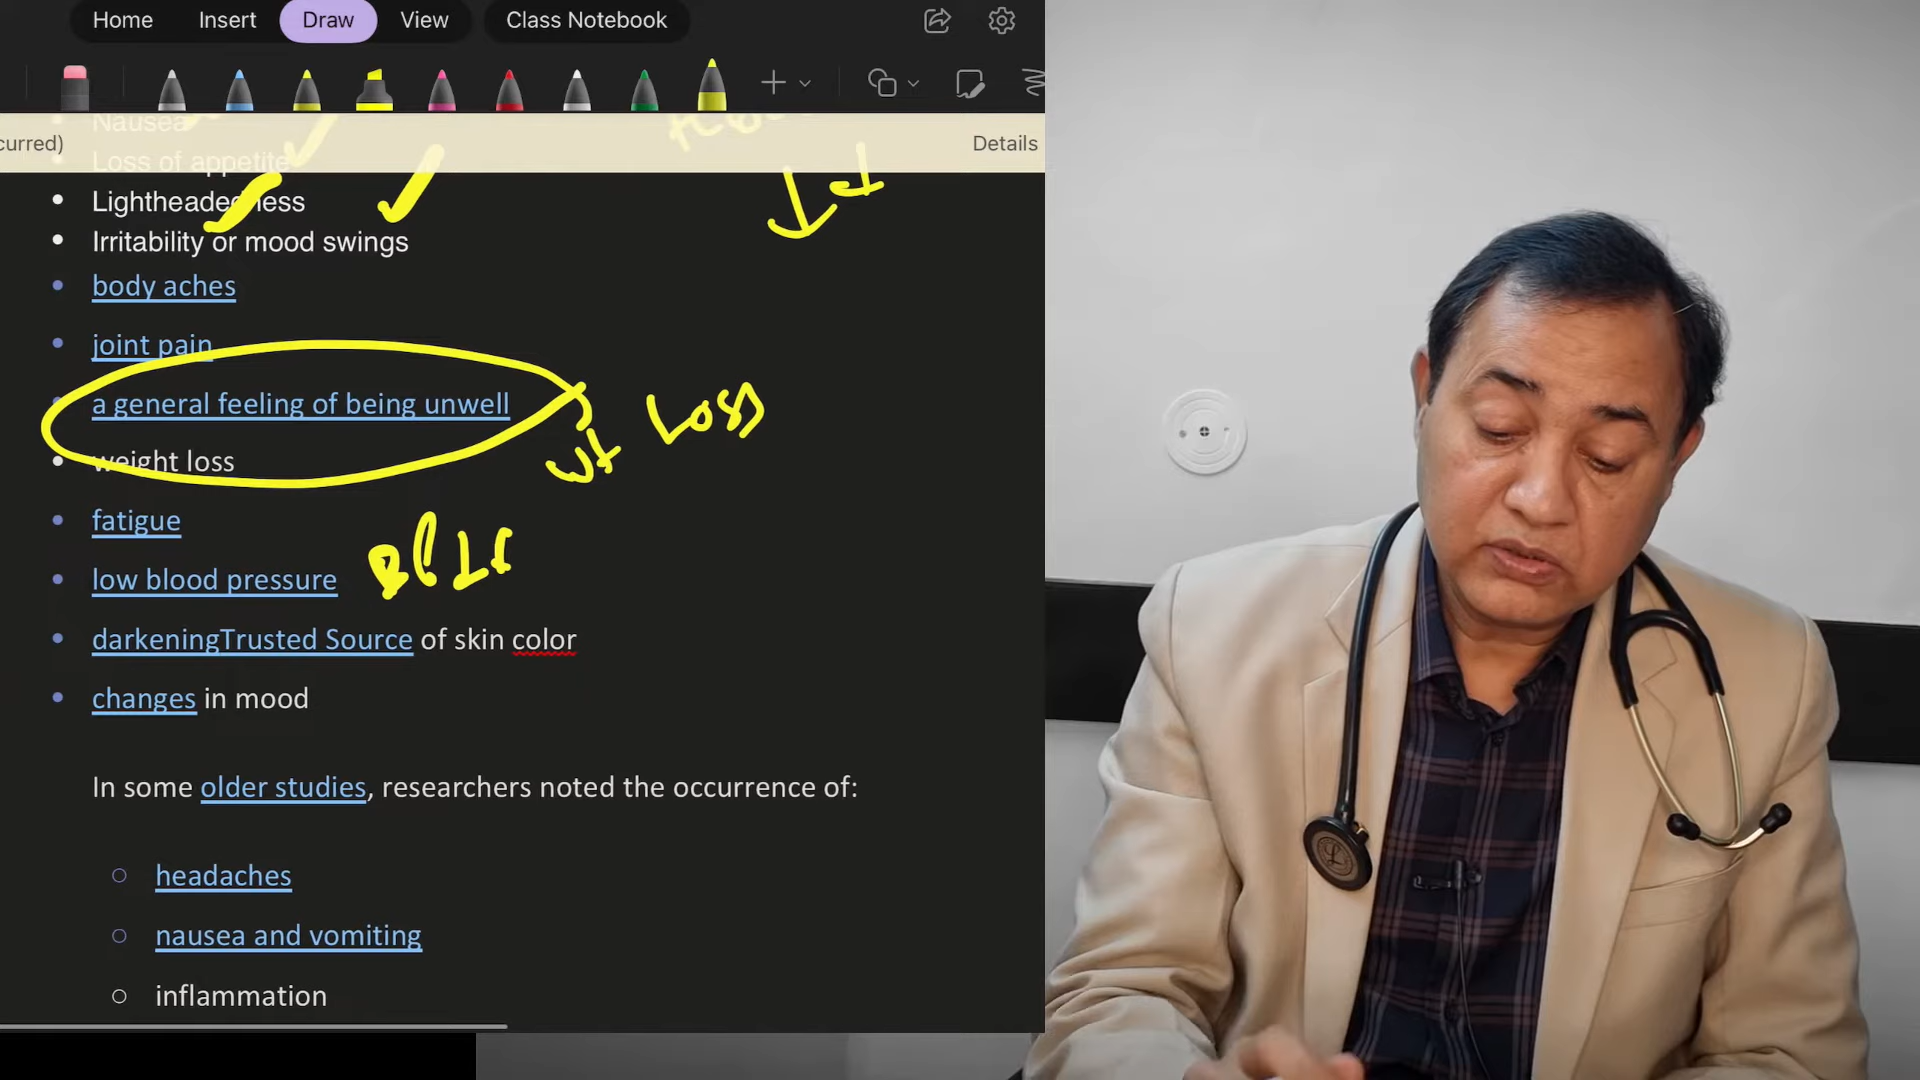 Home Insert Draw View Class Notebook
Nausea
curred) Details
Loss of appetite
Lightheadedness
Irritability or mood swings
body aches
joint pain
a general feeling of being unwell
Loss
weight loss
wt
fatigue
low blood pressure
darkeningTrusted Source of skin color
changes in mood
In some older studies, researchers noted the occurrence of:
headaches
nausea and vomiting
inflammation